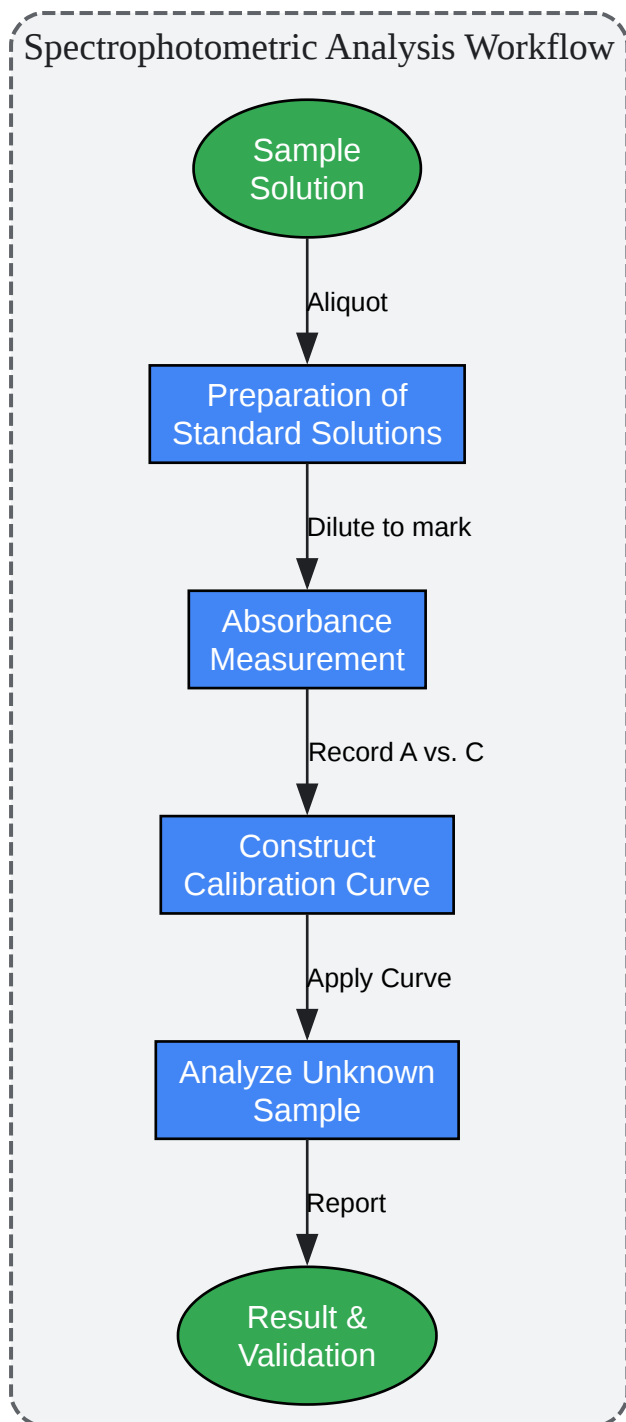 Spectrophotometric Analysis Workflow
Sample
Solution
Aliquot
Preparation of
Standard Solutions
Dilute to mark
Absorbance
Measurement
Record A vs. C
Construct
Calibration Curve
Apply Curve
Analyze Unknown
Sample
Report
Result &
Validation